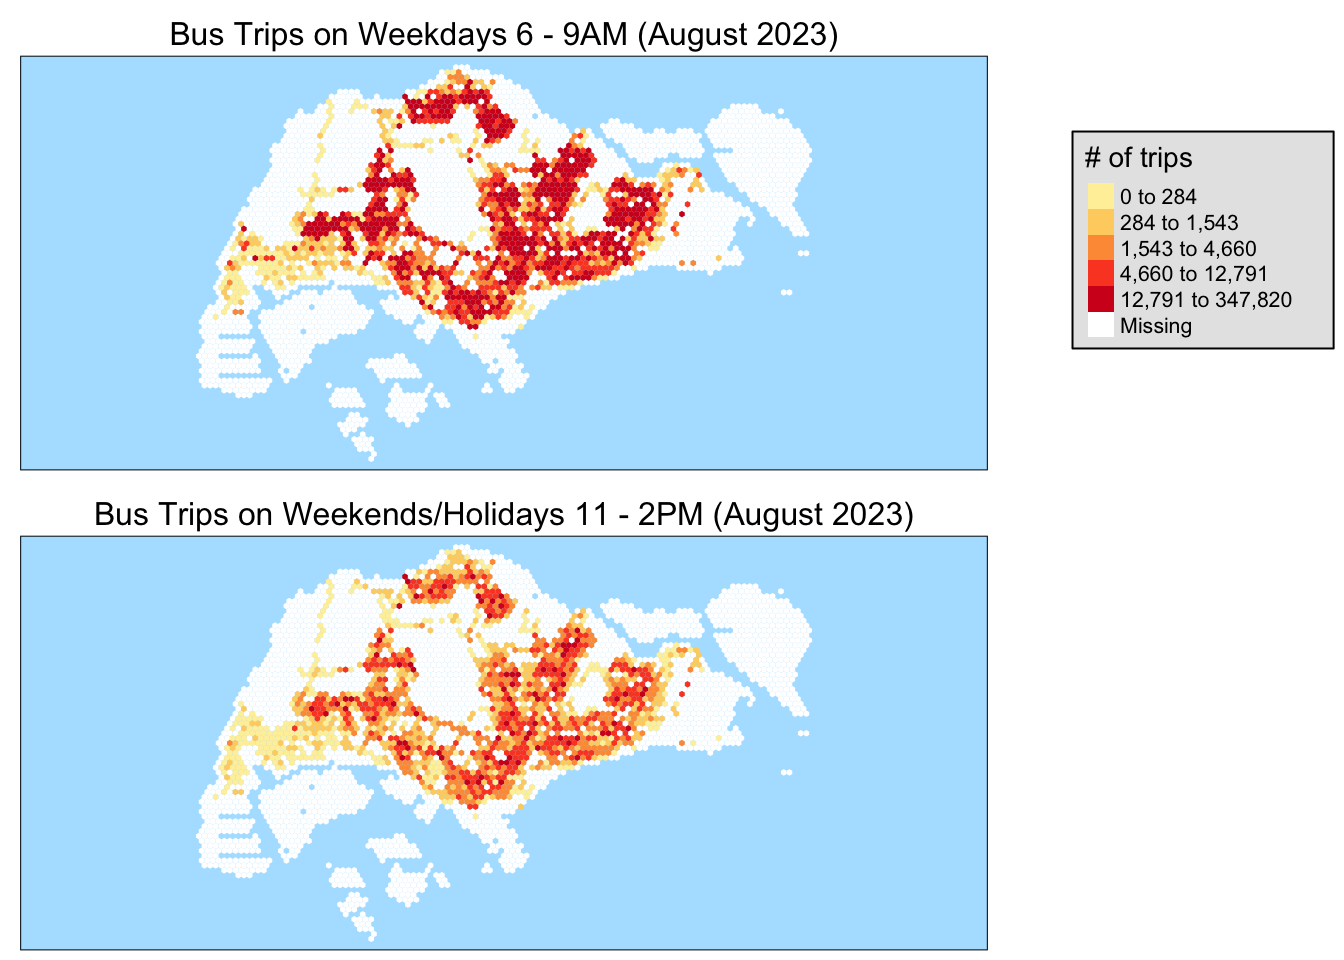 Bus Trips on Weekdays 6 - 9AM (August 2023)
# of trips
0 to 284
284 to 1,543
1,543 to 4,660
4,660 to 12,791
12,791 to 347,820
Missing
Bus Trips on Weekends/Holidays 11 - 2PM (August 2023)